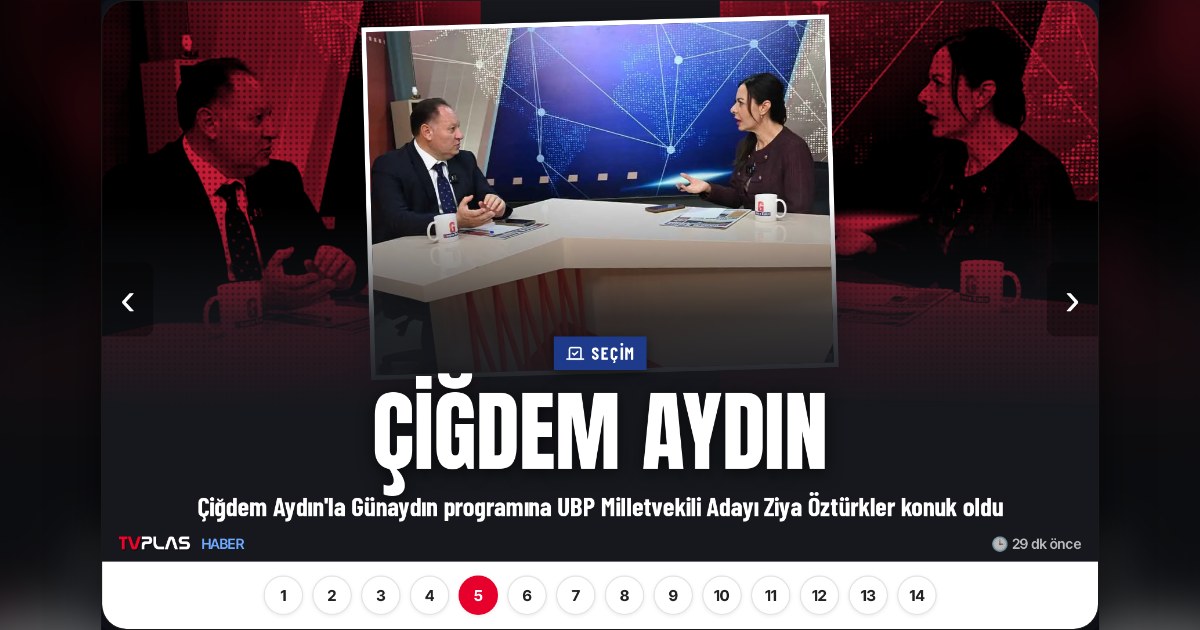 SEÇİM
ÇİĞDEM AYDIN
Çiğdem Aydın'la Günaydın programına UBP Milletvekili Adayı Ziya Öztürkler konuk oldu
TVPLAS HABER
29 dk önce
1 2 3 4 5 6 7 8 9 10 11 12 13 14